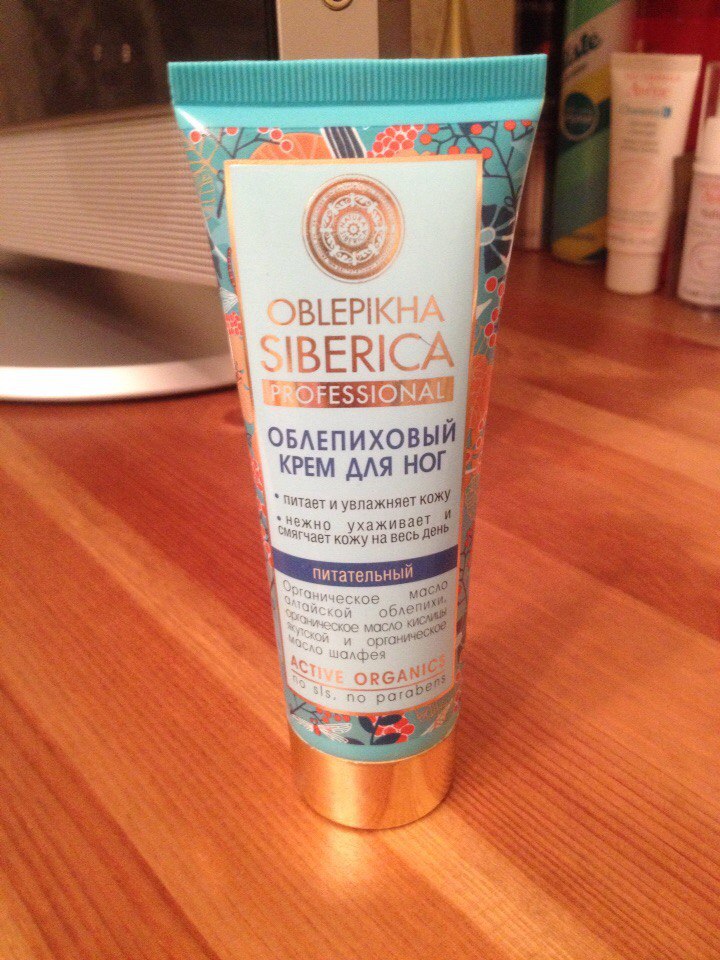 OBLEPIKHA
SIBERICA
PROFESSIONAL
ОБЛЕПИХОВЫЙ
КРЕМ ДЛЯ НОГ
• питает и увлажняет кожу
• нежно ухаживает и
смягчает кожу на весь день
питательный
Органическое масло
алтайской облепихи,
органическое масло кислицы
якутской и органическое
масло шалфея
ACTIVE ORGANICS
no sls, no parabens